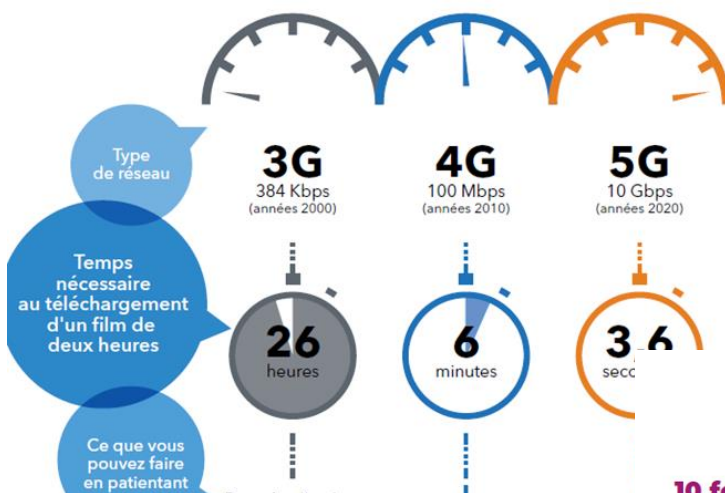 Type
de réseau
3G
384 Kbps
(années 2000)
4G
100 Mbps
(années 2010)
5G
10 Gbps
(années 2020)
Temps
nécessaire
au téléchargement
d'un film de
deux heures
26
heures
6
minutes
3,6
Ce que vous
pouvez faire
en patientant
10